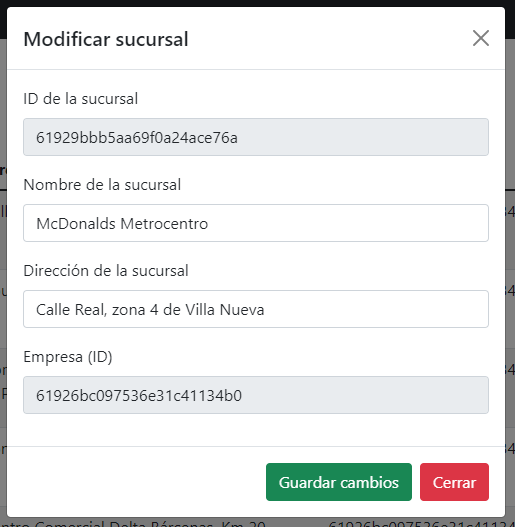 Modificar sucursal
ID de la sucursal
61929bbb5aa69f0a24ace76a
Nombre de la sucursal
McDonalds Metrocentro
Dirección de la sucursal
Calle Real, zona 4 de Villa Nueva
Empresa (ID)
61926bc097536e31c41134b0
Guardar cambios Cerrar